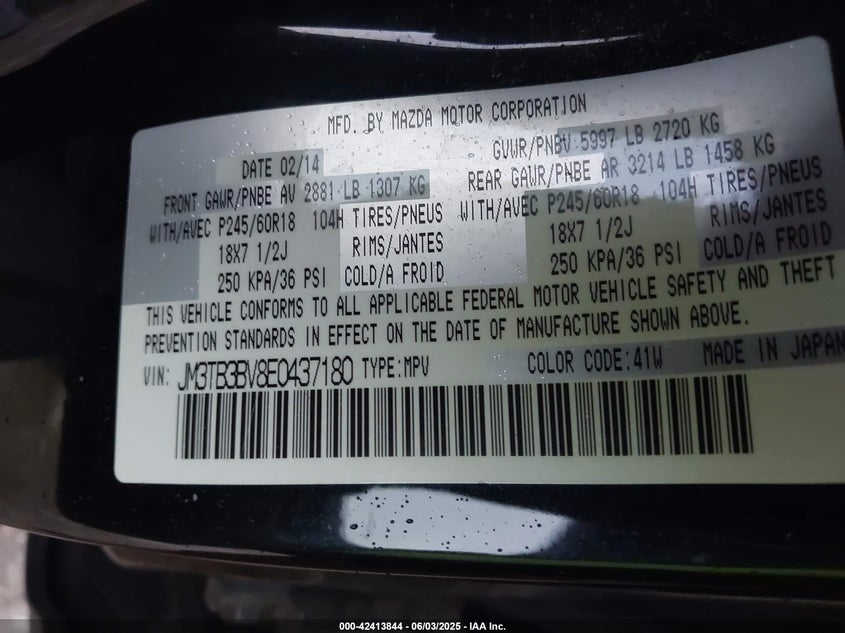 MFD. BY MAZDA MOTOR CORPORATION
DATE 02/14 GVWR/PNBV 5997 LB 2720 KG
FRONT GAWR/PNBE AV 2881 LB 1307 KG REAR GAWR/PNBE AR 3214 LB 1458 KG
WITH/AVEC P245/60R18 104H TIRES/PNEUS WITH/AVEC P245/60R18 104H TIRES/PNEUS
18X7 1/2J RIMS/JANTES 18X7 1/2J RIMS/JANTES
250 KPA/36 PSI COLD/A FROID 250 KPA/36 PSI COLD/A FROID
THIS VEHICLE CONFORMS TO ALL APPLICABLE FEDERAL MOTOR VEHICLE SAFETY AND THEFT
PREVENTION STANDARDS IN EFFECT ON THE DATE OF MANUFACTURE SHOWN ABOVE.
VIN: JM3TB3BV8E0437180 TYPE:MPV COLOR CODE:41W MADE IN JAPAN
000-42413844 - 06/03/2025 - IAA Inc.